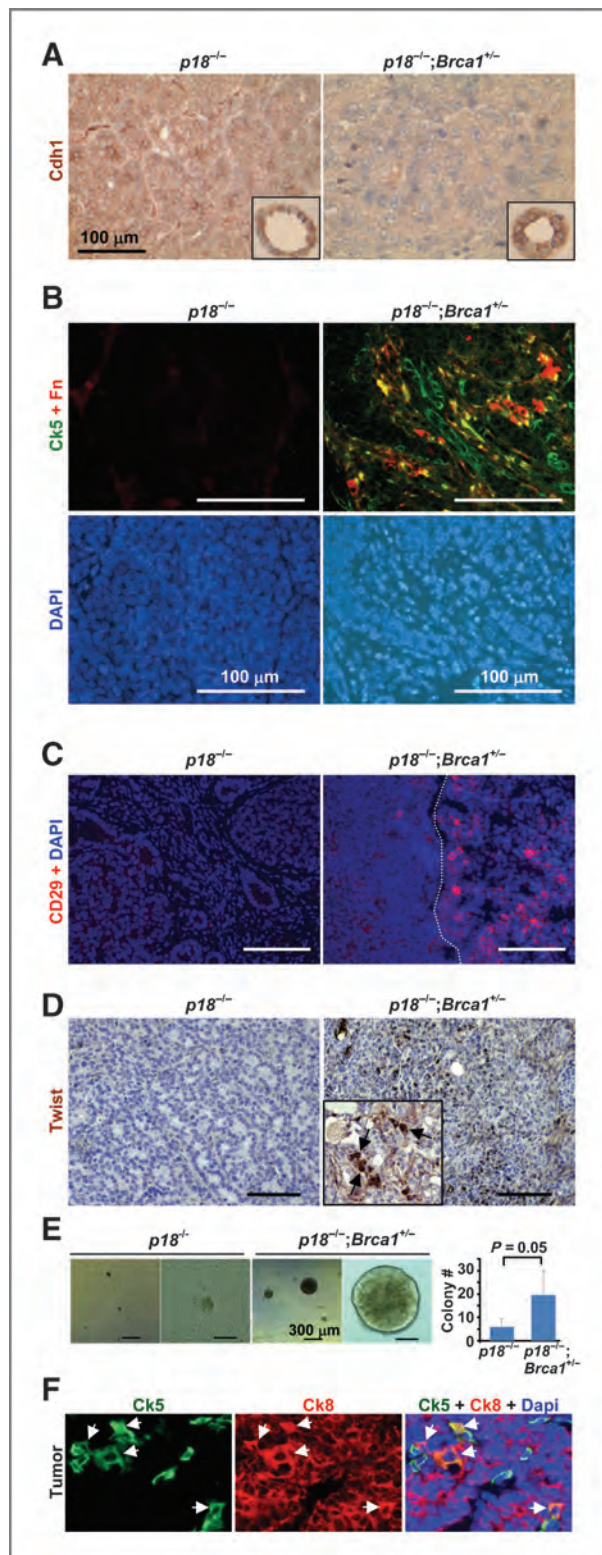 A
p18⁻/⁻
p18⁻/⁻;Brca1⁺/⁻
Cdh1
100 µm
B
p18⁻/⁻
p18⁻/⁻;Brca1⁺/⁻
Ck5 + Fn
DAPI
100 µm
100 µm
C
p18⁻/⁻
p18⁻/⁻;Brca1⁺/⁻
CD29 + DAPI
D
p18⁻/⁻
p18⁻/⁻;Brca1⁺/⁻
Twist
E
p18⁻/⁻
p18⁻/⁻;Brca1⁺/⁻
300 µm
P = 0.05
Colony #
30
20
10
0
p18⁻/⁻
p18⁻/⁻;
Brca1⁺/⁻
F
Ck5
Ck8
Ck5 + Ck8 + Dapi
Tumor